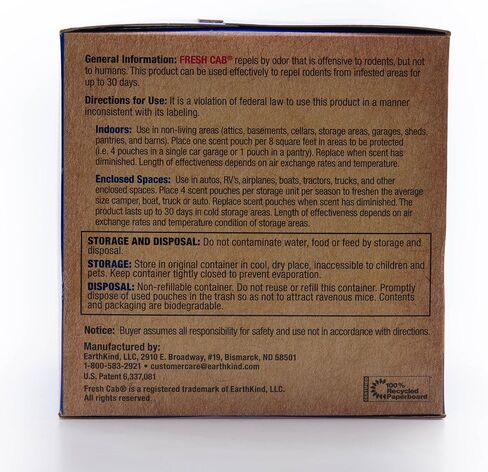 General Information: FRESH CAB® repels by odor that is offensive to rodents, but not
to humans. This product can be used effectively to repel rodents from infested areas for
up to 30 days.
Directions for Use: It is a violation of federal law to use this product in a manner
inconsistent with its labeling.
Indoors: Use in non-living areas (attics, basements, cellars, storage areas, garages, sheds,
pantries, and barns). Place one scent pouch per 8 square feet in areas to be protected
(i.e. 4 pouches in a single car garage or 1 pouch in a pantry). Replace when scent has
diminished. Length of effectiveness depends on air exchange rates and temperature.
Enclosed Spaces: Use in autos, RV's, airplanes, boats, tractors, trucks, and other
enclosed spaces. Place 4 scent pouches per storage unit per season to freshen the average
size camper, boat, truck or auto. Replace scent pouches when scent has diminished. The
product lasts up to 30 days in cold storage areas. Length of effectiveness depends on air
exchange rates and temperature condition of storage areas.
STORAGE AND DISPOSAL: Do not contaminate water, food or feed by storage and
disposal.
STORAGE: Store in original container in cool, dry place, inaccessible to children and
pets. Keep container tightly closed to prevent evaporation.
DISPOSAL: Non-refillable container. Do not reuse or refill this container. Promptly
dispose of used pouches in the trash so as not to attract ravenous mice. Contents
and packaging are biodegradable.
Notice: Buyer assumes all responsibility for safety and use not in accordance with directions.
Manufactured by:
EarthKind, LLC, 2910 E. Broadway, #19, Bismarck, ND 58501
1-800-583-2921 • customercare@earthkind.com
U.S. Patent 6,337,081
Fresh Cab® is a registered trademark of EarthKind, LLC.
All rights reserved
CERTIFIED
100%
Recycled
Paperboard